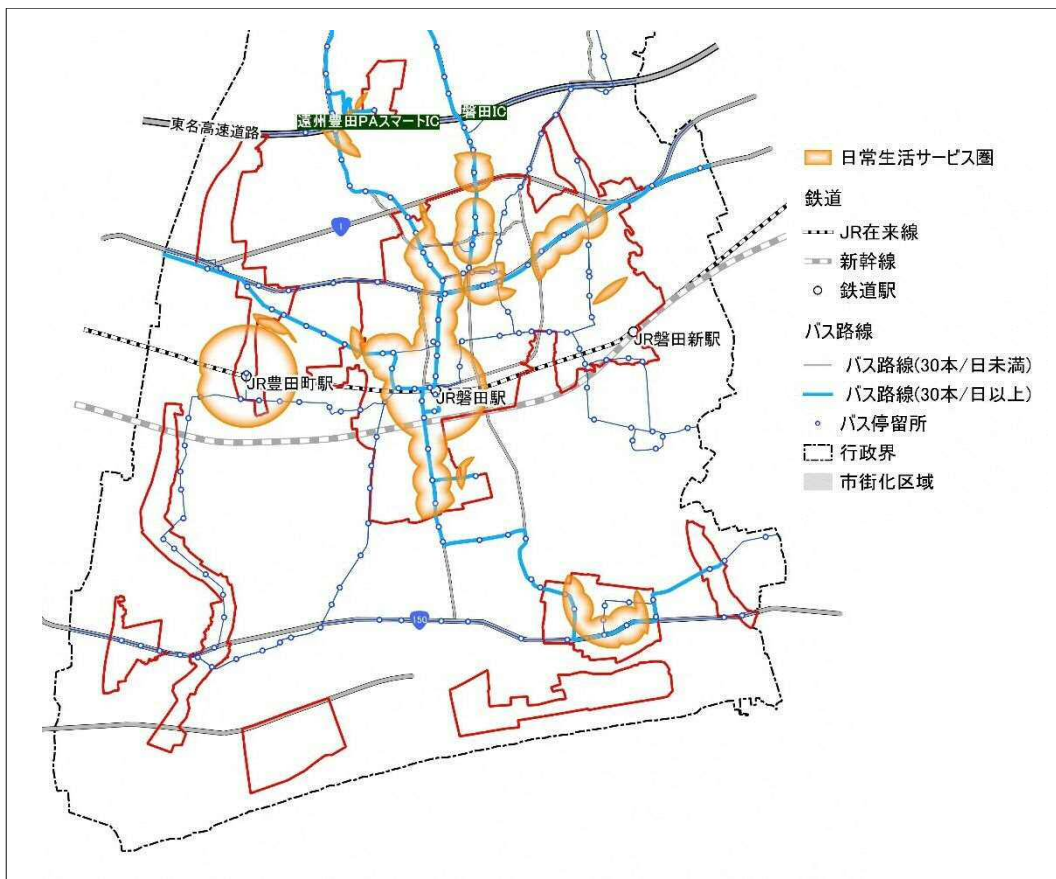 東名高速道路
遠州豊田PAスマートIC
磐田IC
1
JR豊田町駅
JR磐田駅
JR磐田新駅
150
日常生活サービス圏
鉄道
JR在来線
新幹線
鉄道駅
バス路線
バス路線(30本/日未満)
バス路線(30本/日以上)
バス停留所
行政界
市街化区域